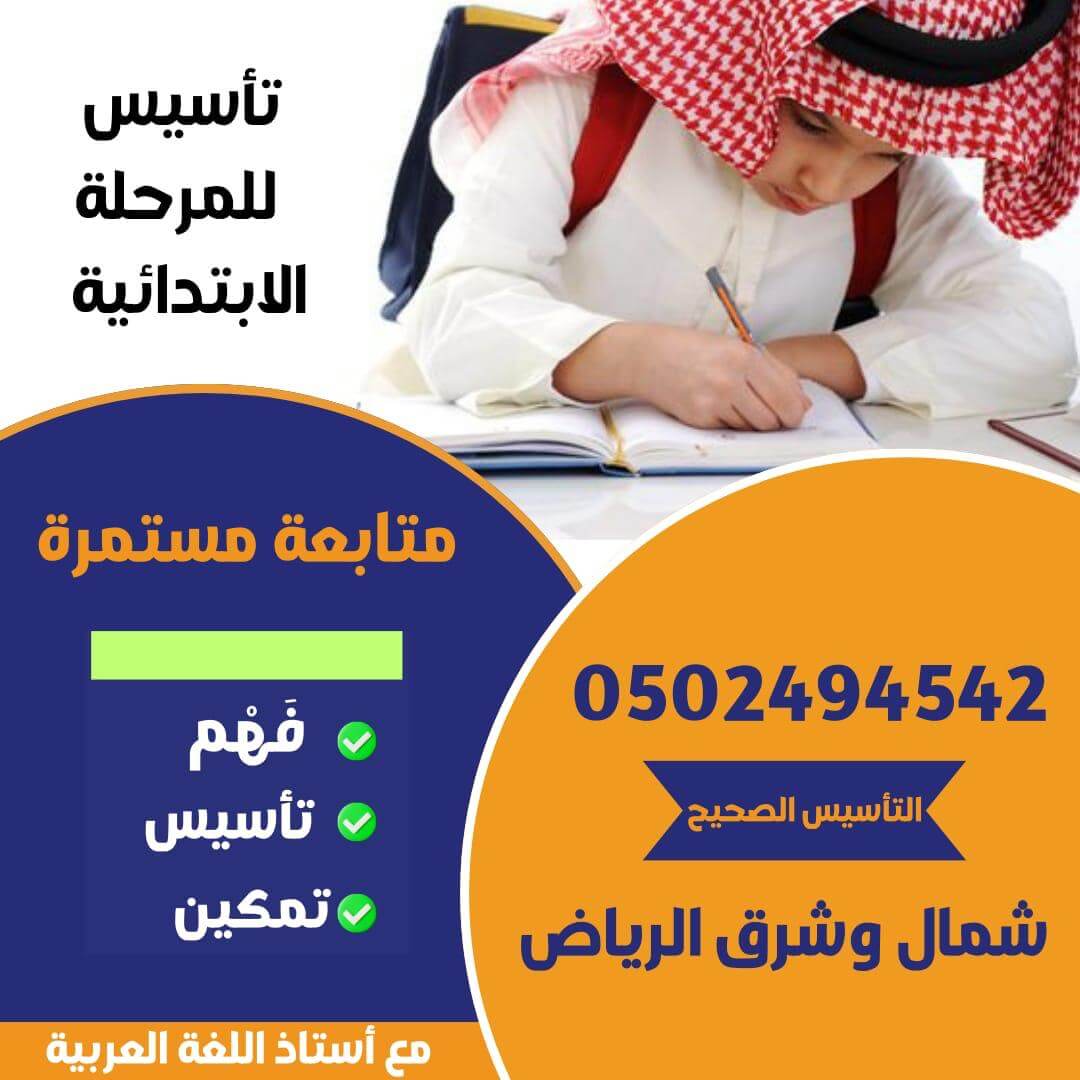 تأسيس
للمرحلة
الابتدائية
متابعة مستمرة
فَهْم
تأسيس
تمكين
مع أستاذ اللغة العربية
0502494542
التأسيس الصحيح
شمال وشرق الرياض